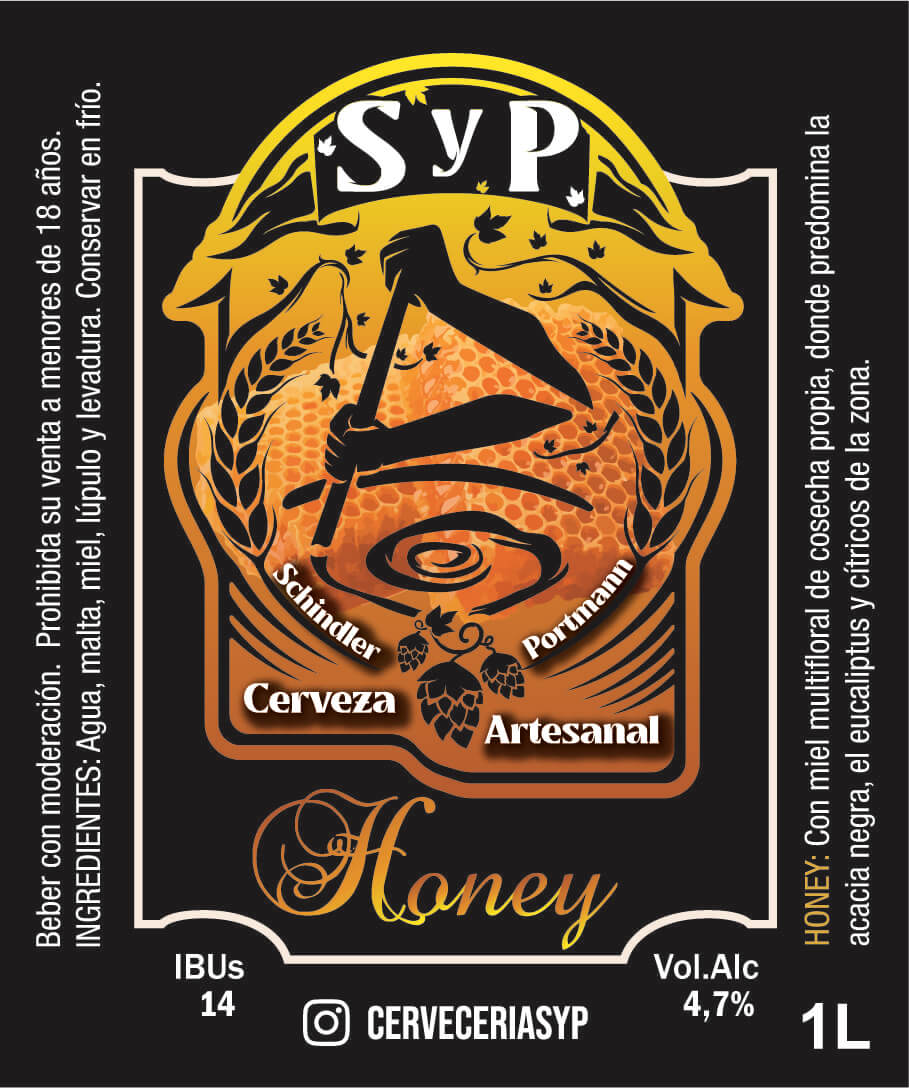 SyP
Schindler
Portmann
Cerveza
Artesanal
Honey
Beber con moderación.  Prohibida su venta a menores de 18 años.
INGREDIENTES: Agua, malta, miel, lúpulo y levadura. Conservar en frío.
HONEY: Con miel multifloral de cosecha propia, donde predomina la
acacia negra, el eucaliptus y cítricos de la zona.
IBUs
14
Vol.Alc
4,7%
CERVECERIASYP
1L